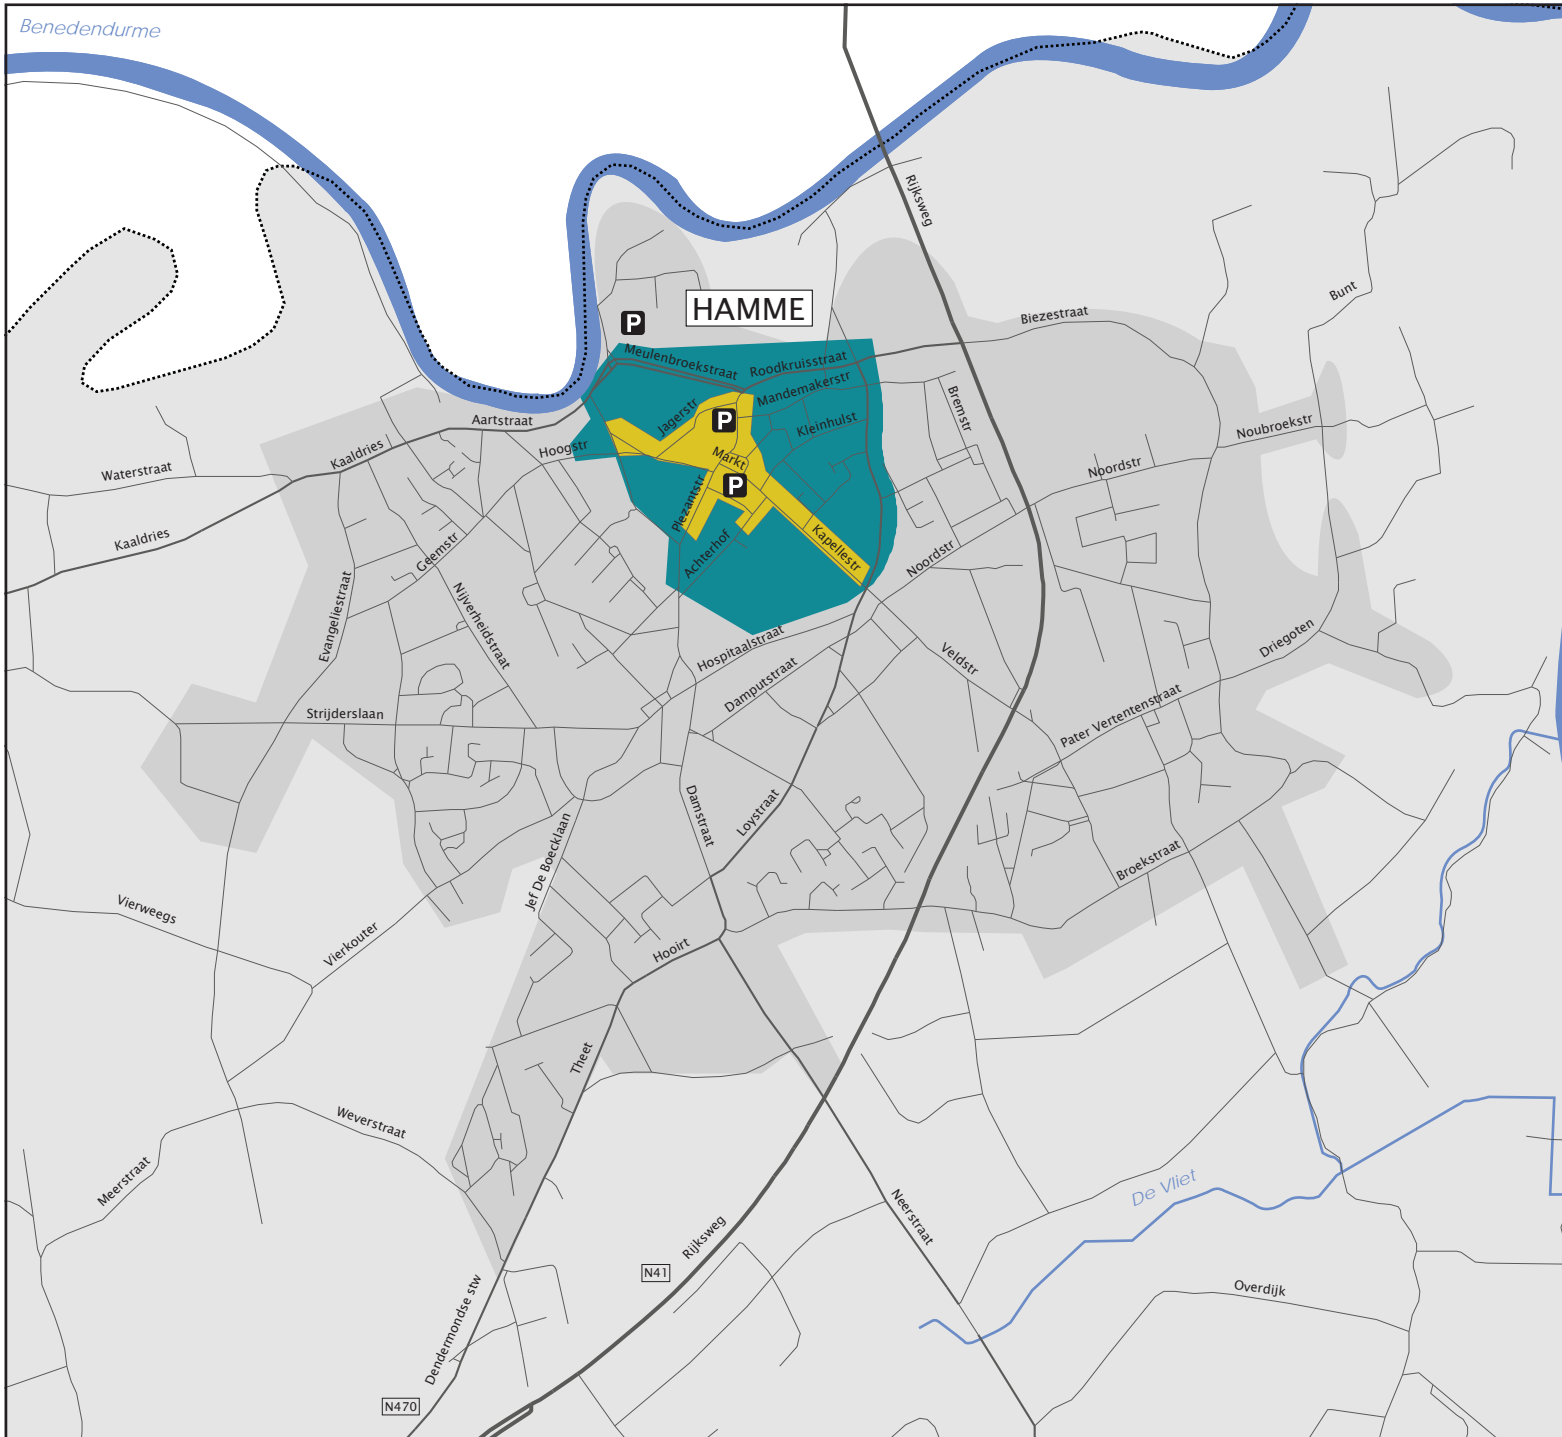 Benedendurme
Rijksweg
Bunt
HAMME
P
Biezestraat
Meulenbroekstraat
Roodkruisstraat
Mandemakerstr
Bremstr
Jagerstr
P
Kleinhulst
Aartstraat
Noubroekstr
Kaaldries
Hoogstr
Markt
Waterstraat
Noordstr
P
Plezantstr
Kaaldries
Geemstr
Achterhof
Kapellestr
Noordstr
Evangeliestraat
Nijverheidstraat
Hospitaalstraat
Driegoten
Veldstr
Damputstraat
Strijderslaan
Pater Vertentenstraat
Damstraat
Loystraat
Jef De Boecklaan
Broekstraat
Vierweegs
Vierkouter
Hooirt
Theet
Weverstraat
Meerstraat
De Vliet
Neerstraat
Rijksweg
N41
Overdijk
Dendermondse stw
N470